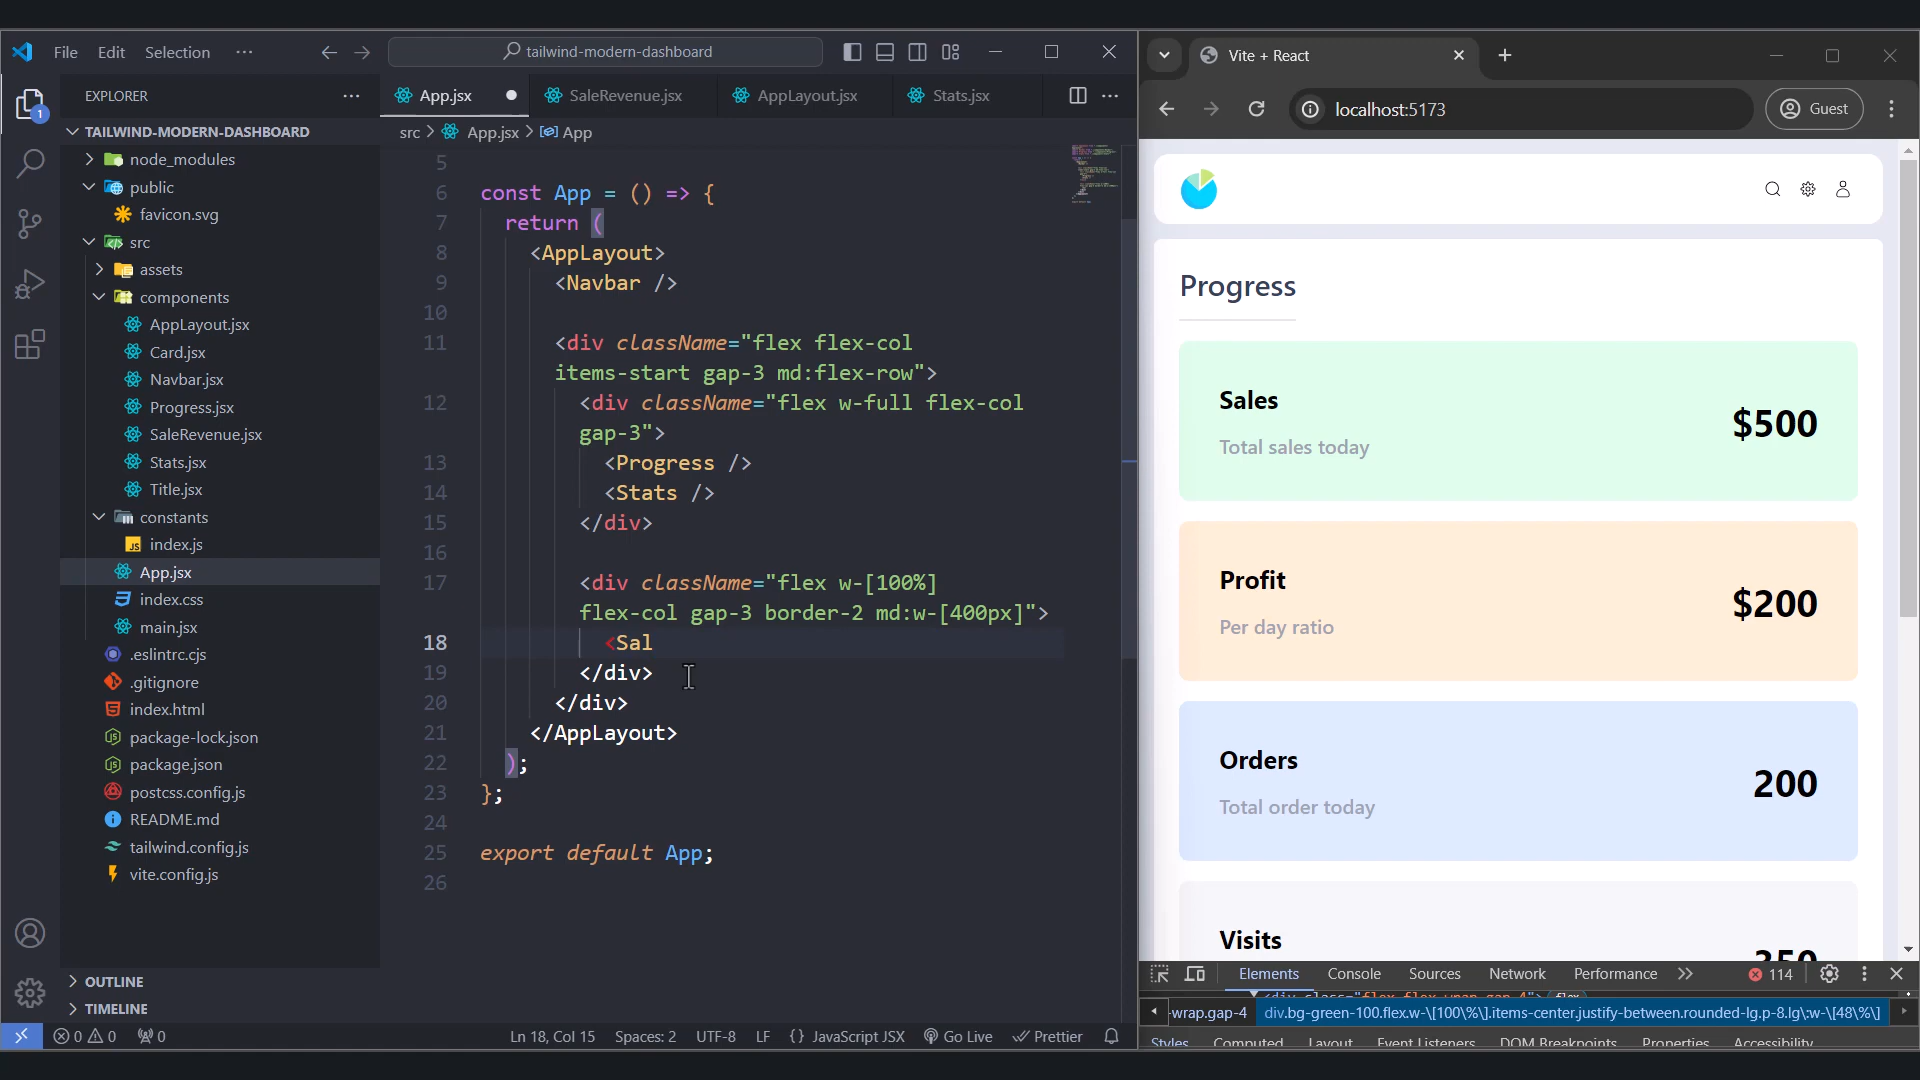 File Edit Selection ···
tailwind-modern-dashboard
EXPLORER
TAILWIND-MODERN-DASHBOARD
node_modules
public
favicon.svg
src
assets
components
AppLayout.jsx
Card.jsx
Navbar.jsx
Progress.jsx
SaleRevenue.jsx
Stats.jsx
Title.jsx
constants
index.js
App.jsx
index.css
main.jsx
.eslintrc.cjs
.gitignore
index.html
package-lock.json
package.json
postcss.config.js
README.md
tailwind.config.js
vite.config.js
OUTLINE
TIMELINE
1
App.jsx SaleRevenue.jsx AppLayout.jsx Stats.jsx
src > App.jsx > App
5
6 const App = () => {
7 return (
8 <AppLayout>
9 <Navbar />
10
11 <div className="flex flex-col
items-start gap-3 md:flex-row">
12 <div className="flex w-full flex-col
gap-3">
13 <Progress />
14 <Stats />
15 </div>
16
17 <div className="flex w-[100%]
flex-col gap-3 border-2 md:w-[400px]">
18 <Sal
19 </div>
20 </div>
21 </AppLayout>
22 );
23 };
24
25 export default App;
26
0 0 0 Ln 18, Col 15 Spaces: 2 UTF-8 LF {} JavaScript JSX Go Live Prettier
Vite + React
localhost:5173 Guest
Progress
Sales
Total sales today
$500
Profit
Per day ratio
$200
Orders
Total order today
200
Visits
350
Elements Console Sources Network Performance 114
<div class="flex flex-wrap gap-4"> flex
-wrap.gap-4 div.bg-green-100.flex.w-\[100\%\].items-center.justify-between.rounded-lg.p-8.lg\:w-\[48\%\]
Styles Computed Layout Event Listeners DOM Breakpoints Properties Accessibility